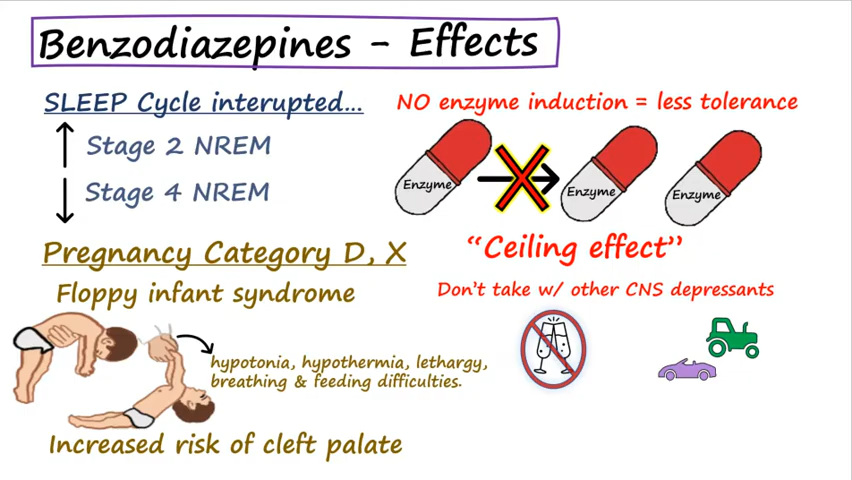 Benzodiazepines - Effects
SLEEP Cycle interupted...
Stage 2 NREM
Stage 4 NREM
Pregnancy Category D, X
Floppy infant syndrome
hypotonia, hypothermia, lethargy,
breathing & feeding difficulties.
Increased risk of cleft palate
NO enzyme induction = less tolerance
Enzyme
Enzyme
Enzyme
“Ceiling effect”
Don't take w/ other CNS depressants